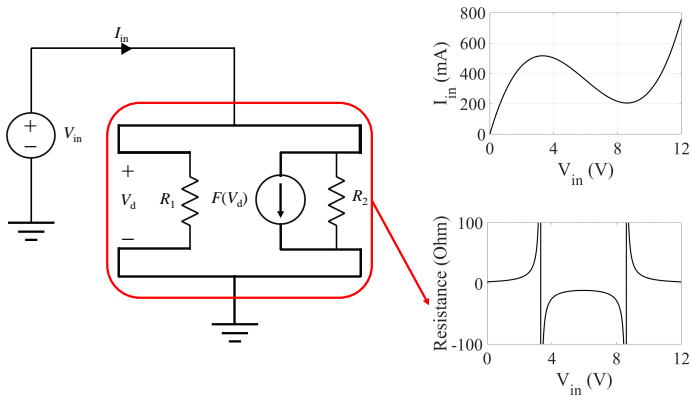 I_in
V_in
+
−
+
V_d
−
R_1
F(V_d)
R_2
800
600
400
200
0
I_in (mA)
0
4
8
12
V_in (V)
100
0
-100
Resistance (Ohm)
0
4
8
12
V_in (V)